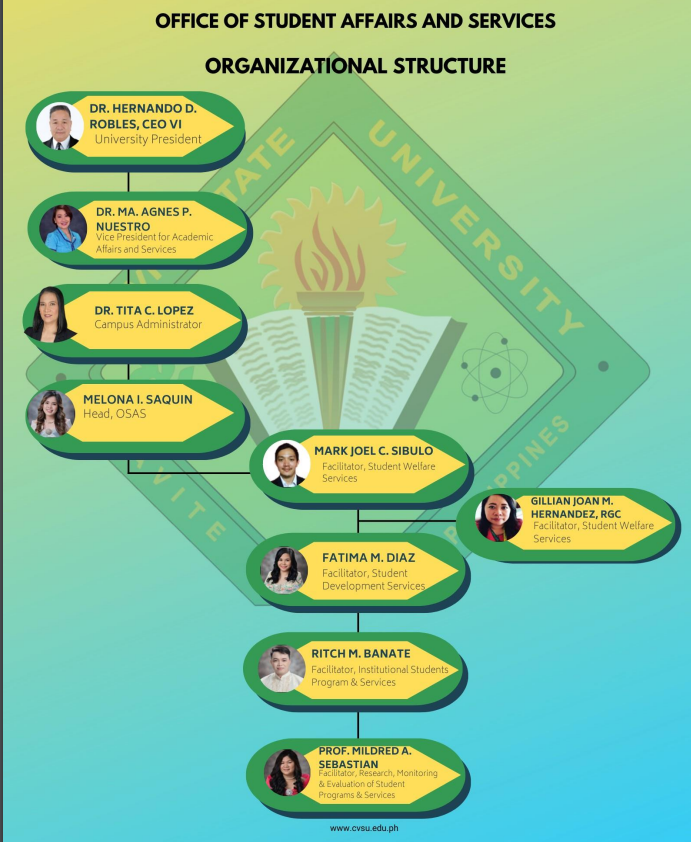 OFFICE OF STUDENT AFFAIRS AND SERVICES
ORGANIZATIONAL STRUCTURE
DR. HERNANDO D.
ROBLES, CEO VI
University President
DR. MA. AGNES P.
NUESTRO
Vice President for Academic
Affairs and Services
DR. TITA C. LOPEZ
Campus Administrator
MELONA I. SAQUIN
Head, OSAS
MARK JOEL C. SIBULO
Facilitator, Student Welfare
Services
GILLIAN JOAN M.
HERNANDEZ, RGC
Facilitator, Student Welfare
Services
FATIMA M. DIAZ
Facilitator, Student
Development Services
RITCH M. BANATE
Facilitator, Institutional Students
Program & Services
PROF. MILDRED A.
SEBASTIAN
Facilitator, Research, Monitoring
& Evaluation of Student
Programs & Services
www.cvsu.edu.ph
UNIVERSITY